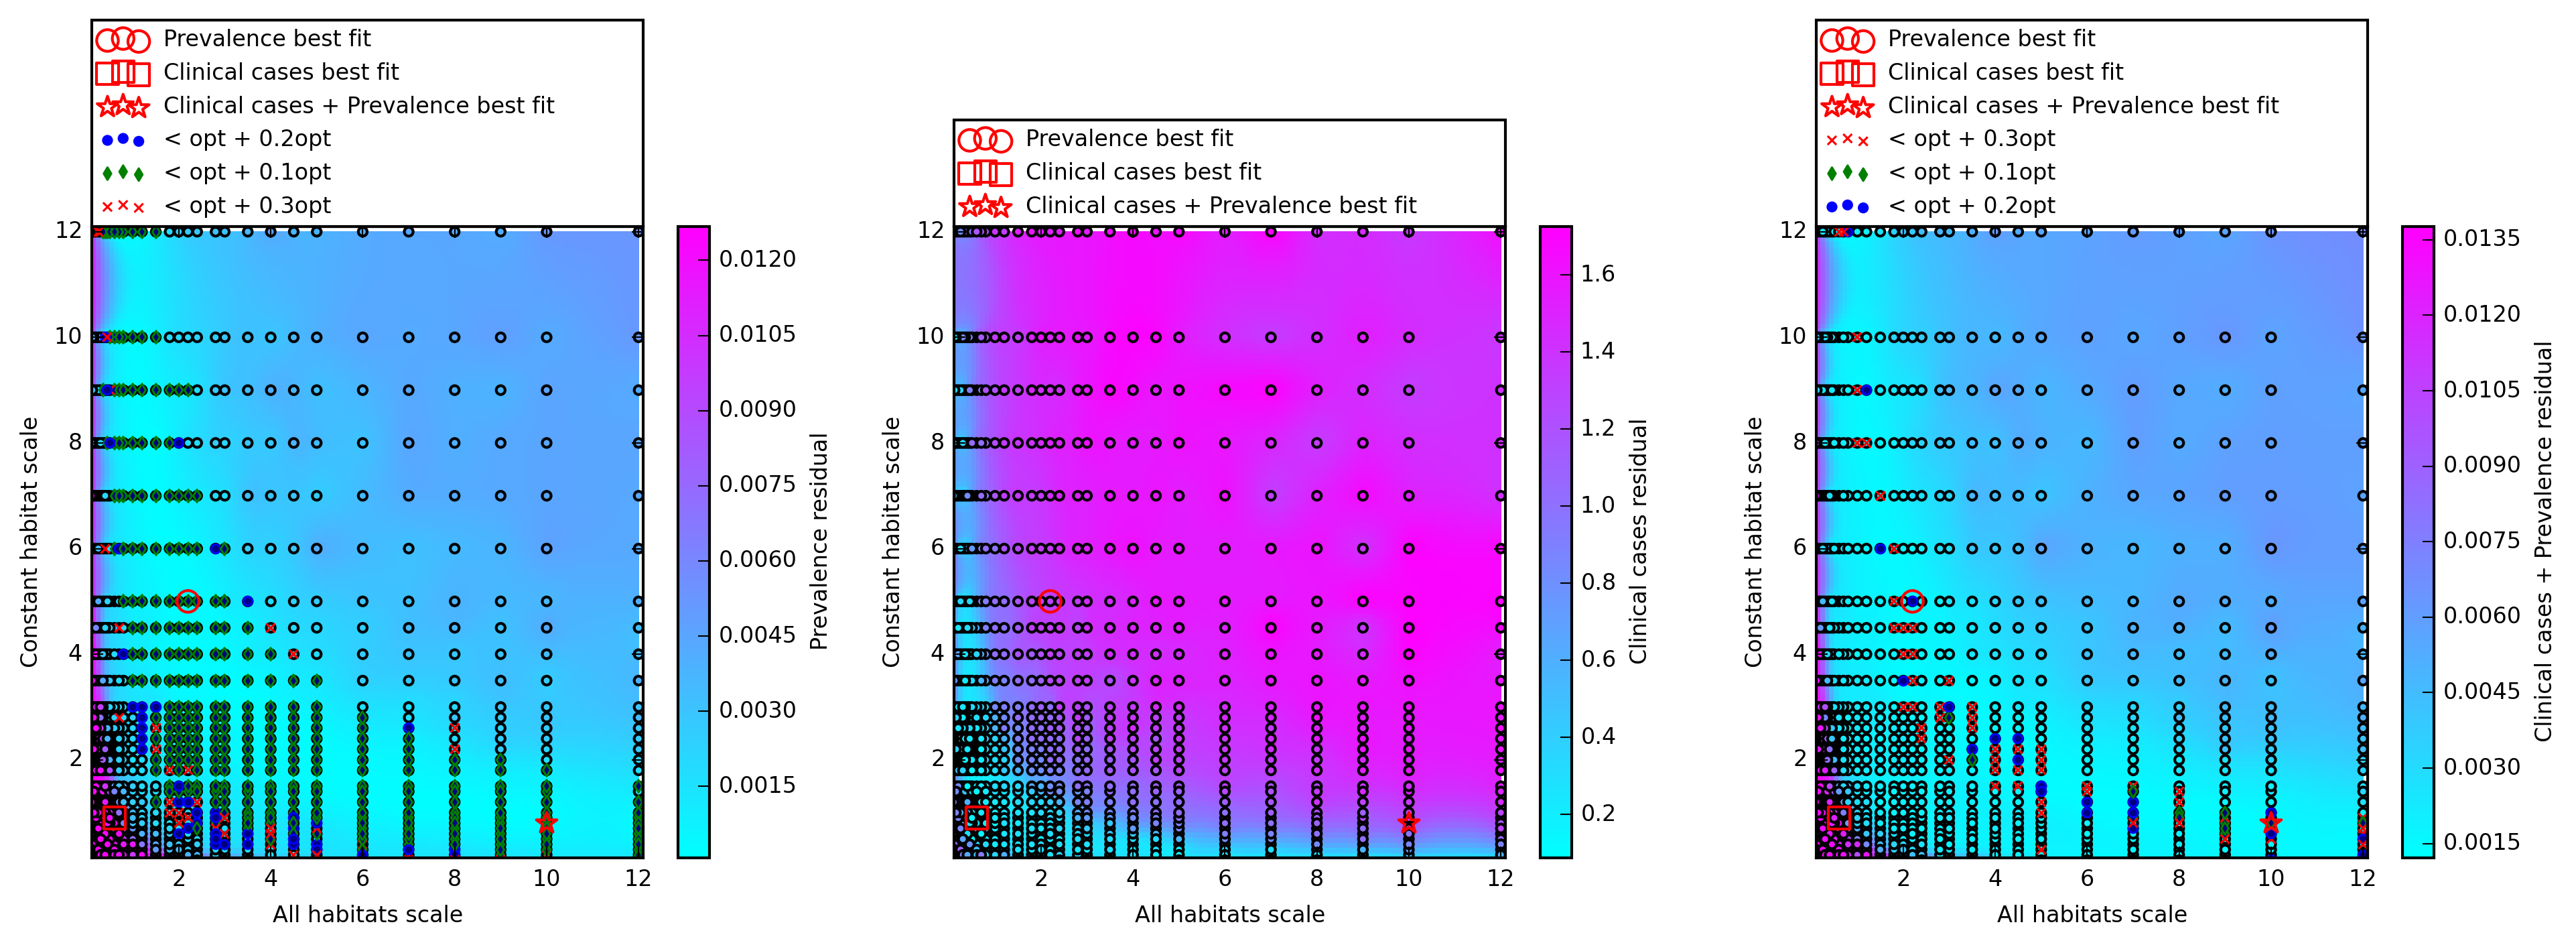 Prevalence best fit
Clinical cases best fit
Clinical cases + Prevalence best fit
< opt + 0.2opt
< opt + 0.1opt
< opt + 0.3opt
12
10
8
6
4
2
Constant habitat scale
2 4 6 8 10 12
All habitats scale
0.0120
0.0105
0.0090
0.0075
0.0060
0.0045
0.0030
0.0015
Prevalence residual
Prevalence best fit
Clinical cases best fit
Clinical cases + Prevalence best fit
12
10
8
6
4
2
Constant habitat scale
2 4 6 8 10 12
All habitats scale
1.6
1.4
1.2
1.0
0.8
0.6
0.4
0.2
Clinical cases residual
Prevalence best fit
Clinical cases best fit
Clinical cases + Prevalence best fit
< opt + 0.3opt
< opt + 0.1opt
< opt + 0.2opt
12
10
8
6
4
2
Constant habitat scale
2 4 6 8 10 12
All habitats scale
0.0135
0.0120
0.0105
0.0090
0.0075
0.0060
0.0045
0.0030
0.0015
Clinical cases + Prevalence residual